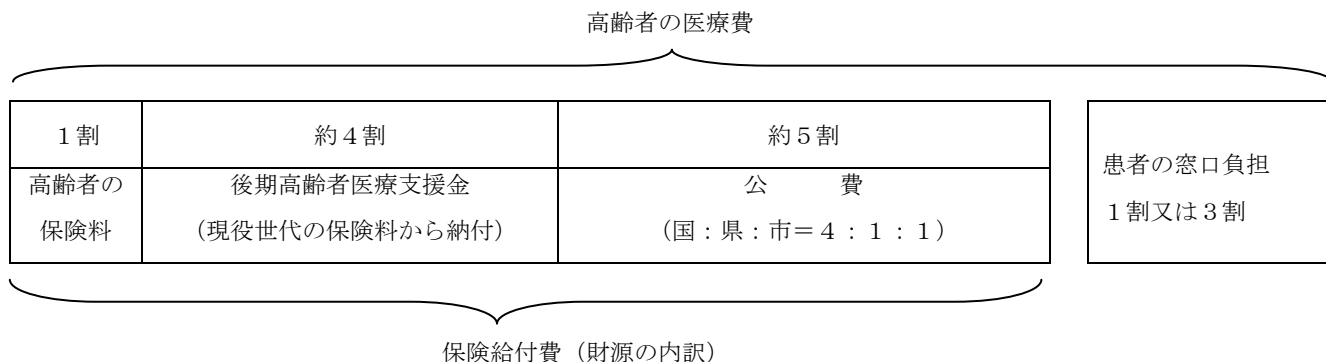 高齢者の医療費
１割
約４割
約５割
高齢者の
保険料
後期高齢者医療支援金
（現役世代の保険料から納付）
公　　費
（国：県：市＝４：１：１）
患者の窓口負担
１割又は３割
保険給付費（財源の内訳）